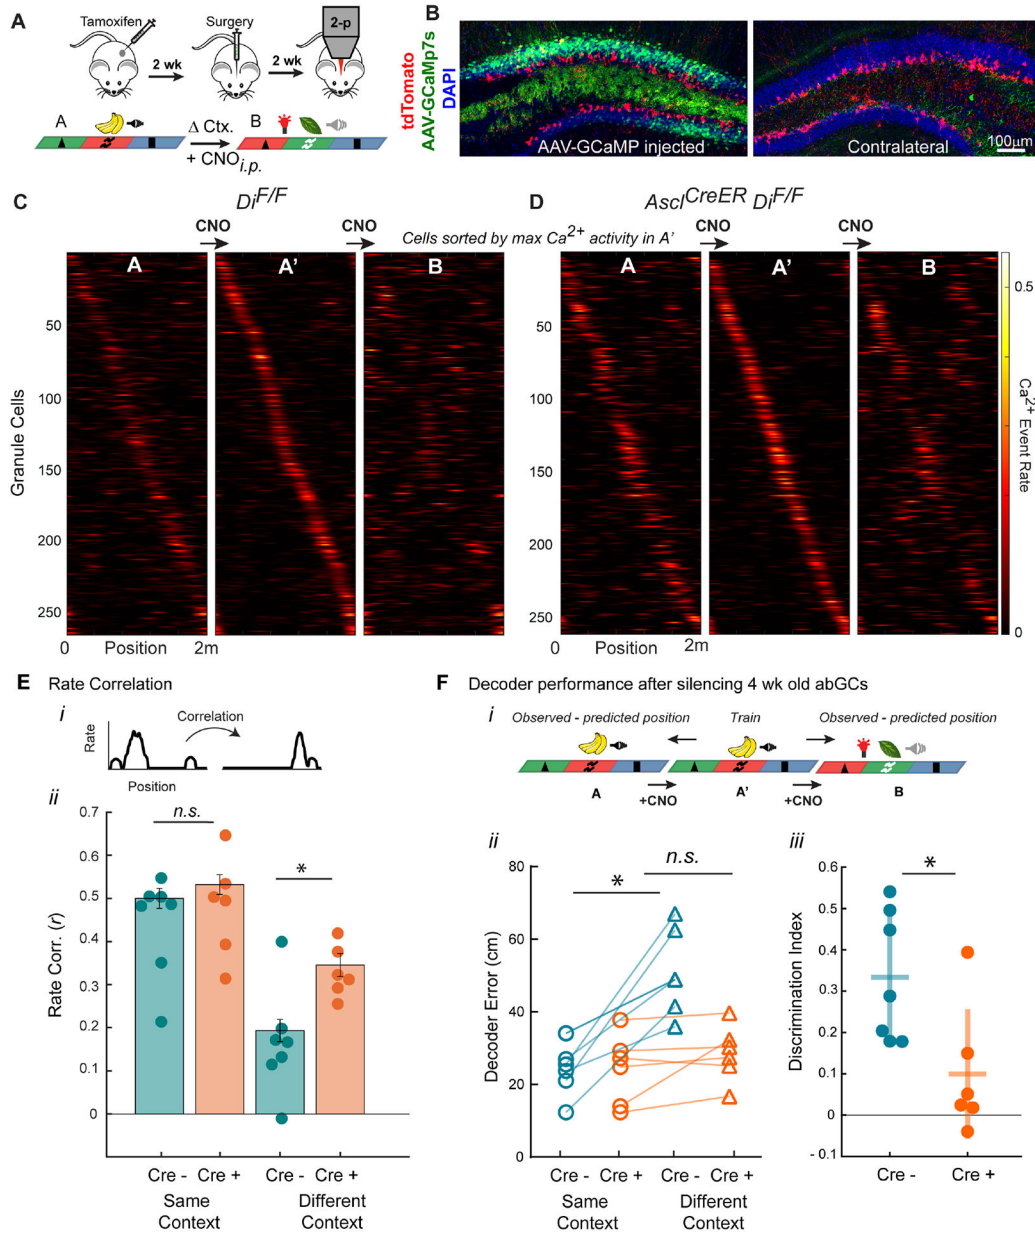 A
Tamoxifen
Surgery
2-p
2 wk
2 wk
A
Δ Ctx.
B
+ CNOi.p.
B
tdTomato
AAV-GCaMp7s
DAPI
AAV-GCaMP injected
Contralateral
100µm
C
DiF/F
D
AsclCreER DiF/F
CNO
CNO
Cells sorted by max Ca2+ activity in A'
CNO
CNO
A
A'
B
A
A'
B
50
100
150
200
250
Granule Cells
0
Position
2m
50
100
150
200
250
0
Position
2m
0.5
0
Ca2+ Event Rate
E Rate Correlation
i
Correlation
Rate
Position
ii
n.s.
*
0.7
0.6
0.5
0.4
0.3
0.2
0.1
0
Rate Corr. (r)
Cre -
Cre +
Cre -
Cre +
Same
Context
Different
Context
F Decoder performance after silencing 4 wk old abGCs
i
Observed - predicted position
Train
Observed - predicted position
A
+CNO
A'
+CNO
B
ii
n.s.
*
80
60
40
20
0
Decoder Error (cm)
Cre -
Cre +
Cre -
Cre +
Same
Context
Different
Context
iii
*
0.6
0.5
0.4
0.3
0.2
0.1
0
- 0.1
Discrimination Index
Cre -
Cre +